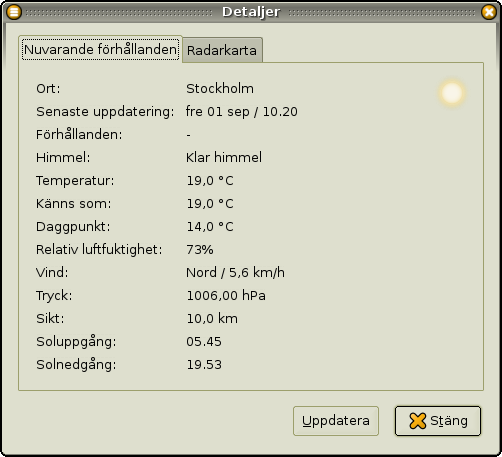 Detaljer
Nuvarande förhållanden Radarkarta
Ort: Stockholm
Senaste uppdatering: fre 01 sep / 10.20
Förhållanden: -
Himmel: Klar himmel
Temperatur: 19,0 °C
Känns som: 19,0 °C
Daggpunkt: 14,0 °C
Relativ luftfuktighet: 73%
Vind: Nord / 5,6 km/h
Tryck: 1006,00 hPa
Sikt: 10,0 km
Soluppgång: 05.45
Solnedgång: 19.53
Uppdatera Stäng